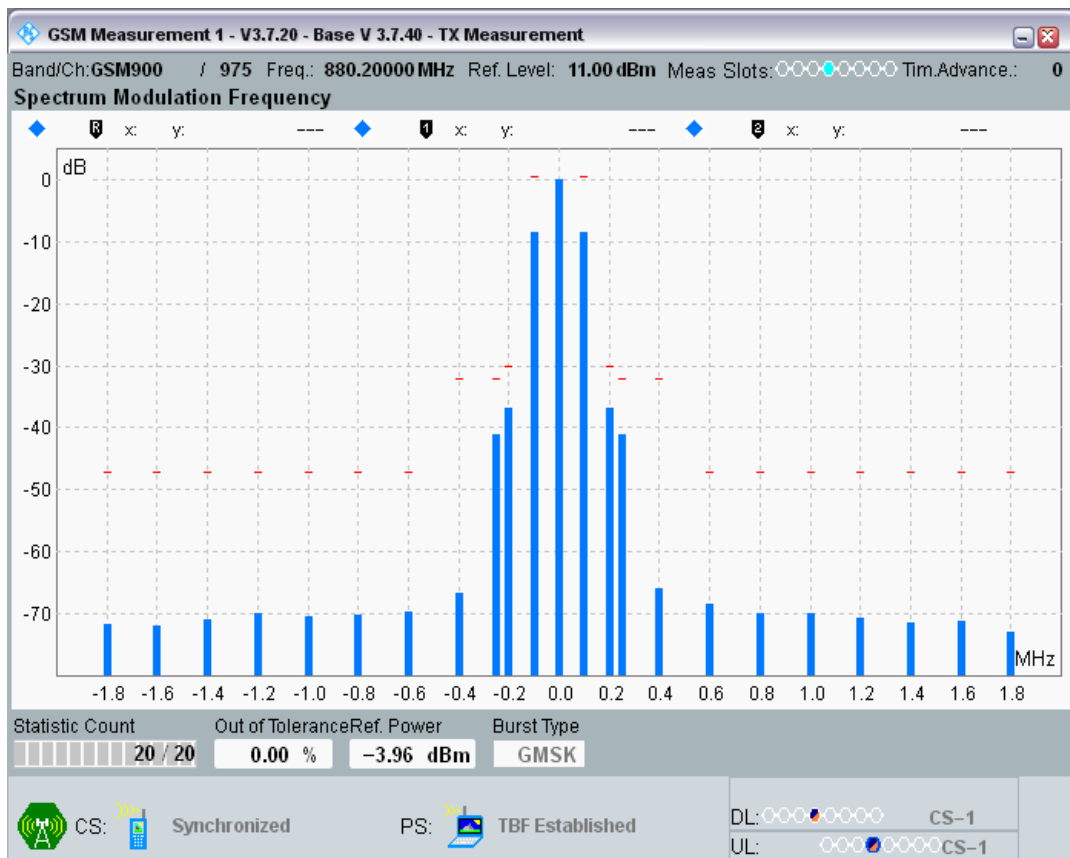 GSM Measurement 1 - V3.7.20 - Base V 3.7.40 - TX Measurement
Band/Ch:GSM900 / 975 Freq.: 880.20000 MHz Ref. Level: 11.00 dBm Meas Slots: Tim.Advance.: 0
Spectrum Modulation Frequency
R x: y: --- 1 x: y: --- 2 x: y: ---
dB
0
-10
-20
-30
-40
-50
-60
-70
MHz
-1.8 -1.6 -1.4 -1.2 -1.0 -0.8 -0.6 -0.4 -0.2 0.0 0.2 0.4 0.6 0.8 1.0 1.2 1.4 1.6 1.8
Statistic Count Out of Tolerance Ref. Power Burst Type
20 / 20 0.00 % −3.96 dBm GMSK
CS: Synchronized PS: TBF Established DL: CS−1
UL: CS−1